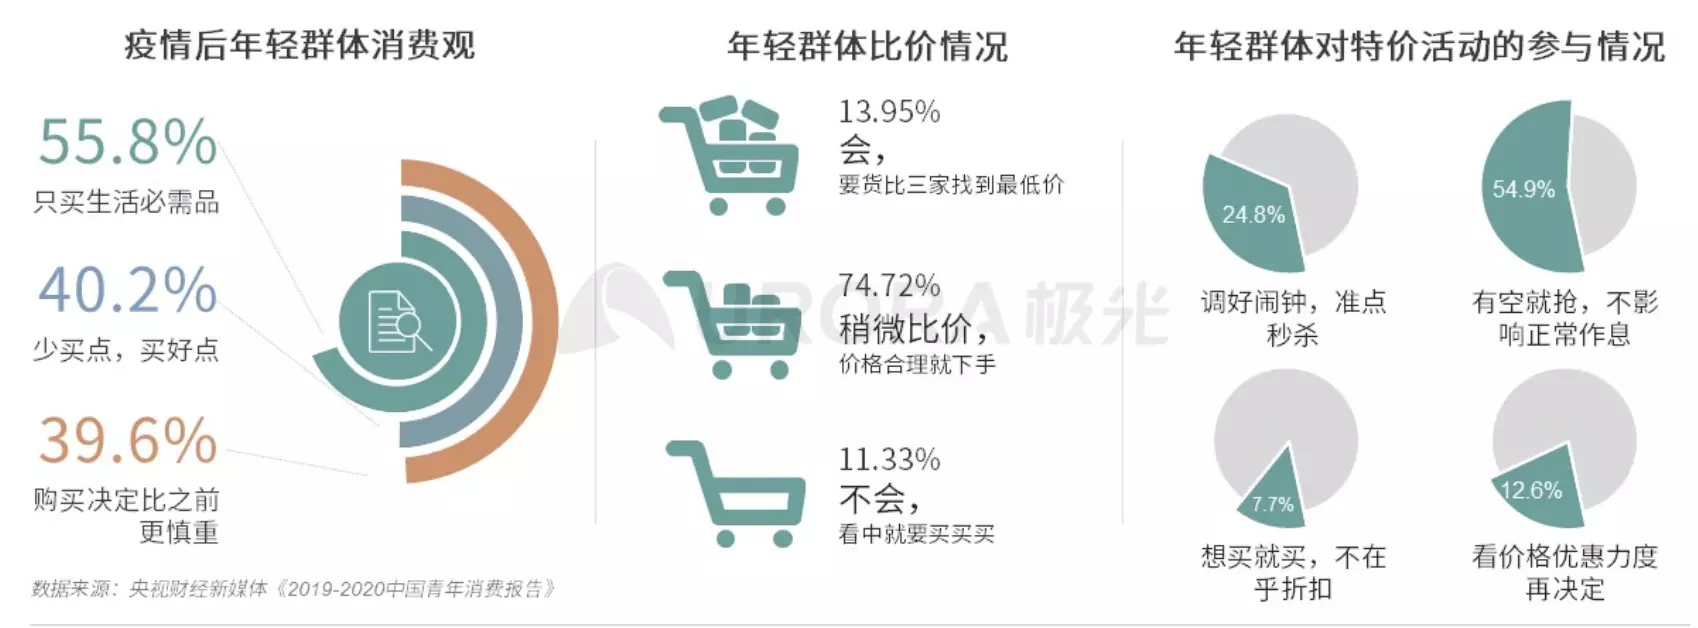 疫情后年轻群体消费观
55.8%
只买生活必需品
40.2%
少买点，买好点
39.6%
购买决定比之前
更慎重
年轻群体比价情况
13.95%
会，
要货比三家找到最低价
74.72%
稍微比价，
价格合理就下手
11.33%
不会，
看中就要买买买
年轻群体对特价活动的参与情况
24.8%
调好闹钟，准点
秒杀
54.9%
有空就抢，不影
响正常作息
7.7%
想买就买，不在
乎折扣
12.6%
看价格优惠力度
再决定
URORA极光
数据来源：央视财经新媒体《2019-2020中国青年消费报告》